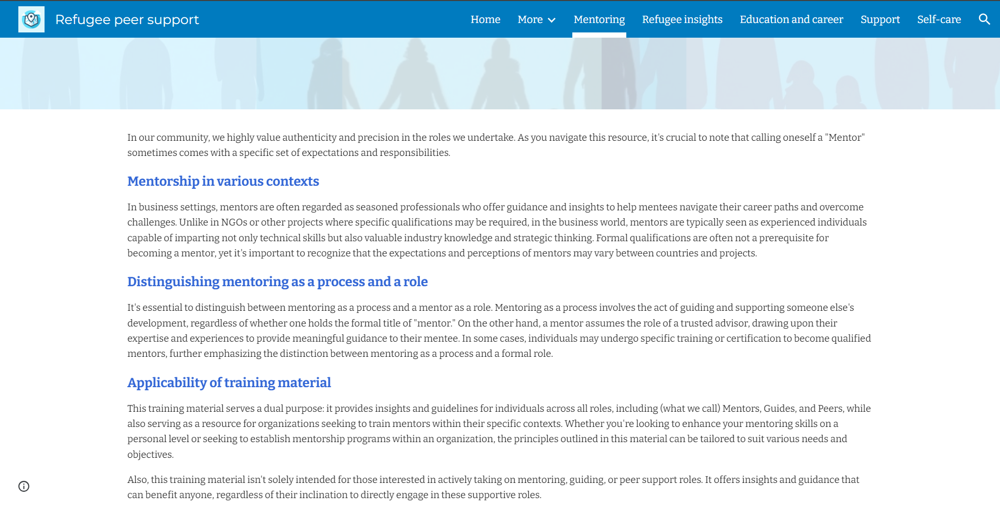 Refugee peer support
Home More Mentoring Refugee insights Education and career Support Self-care
In our community, we highly value authenticity and precision in the roles we undertake. As you navigate this resource, it's crucial to note that calling oneself a "Mentor"
sometimes comes with a specific set of expectations and responsibilities.
Mentorship in various contexts
In business settings, mentors are often regarded as seasoned professionals who offer guidance and insights to help mentees navigate their career paths and overcome
challenges. Unlike in NGOs or other projects where specific qualifications may be required, in the business world, mentors are typically seen as experienced individuals
capable of imparting not only technical skills but also valuable industry knowledge and strategic thinking. Formal qualifications are often not a prerequisite for
becoming a mentor, yet it's important to recognize that the expectations and perceptions of mentors may vary between countries and projects.
Distinguishing mentoring as a process and a role
It's essential to distinguish between mentoring as a process and a mentor as a role. Mentoring as a process involves the act of guiding and supporting someone else's
development, regardless of whether one holds the formal title of "mentor." On the other hand, a mentor assumes the role of a trusted advisor, drawing upon their
expertise and experiences to provide meaningful guidance to their mentee. In some cases, individuals may undergo specific training or certification to become qualified
mentors, further emphasizing the distinction between mentoring as a process and a formal role.
Applicability of training material
This training material serves a dual purpose: it provides insights and guidelines for individuals across all roles, including (what we call) Mentors, Guides, and Peers, while
also serving as a resource for organizations seeking to train mentors within their specific contexts. Whether you're looking to enhance your mentoring skills on a
personal level or seeking to establish mentorship programs within an organization, the principles outlined in this material can be tailored to suit various needs and
objectives.
Also, this training material isn't solely intended for those interested in actively taking on mentoring, guiding, or peer support roles. It offers insights and guidance that
can benefit anyone, regardless of their inclination to directly engage in these supportive roles.